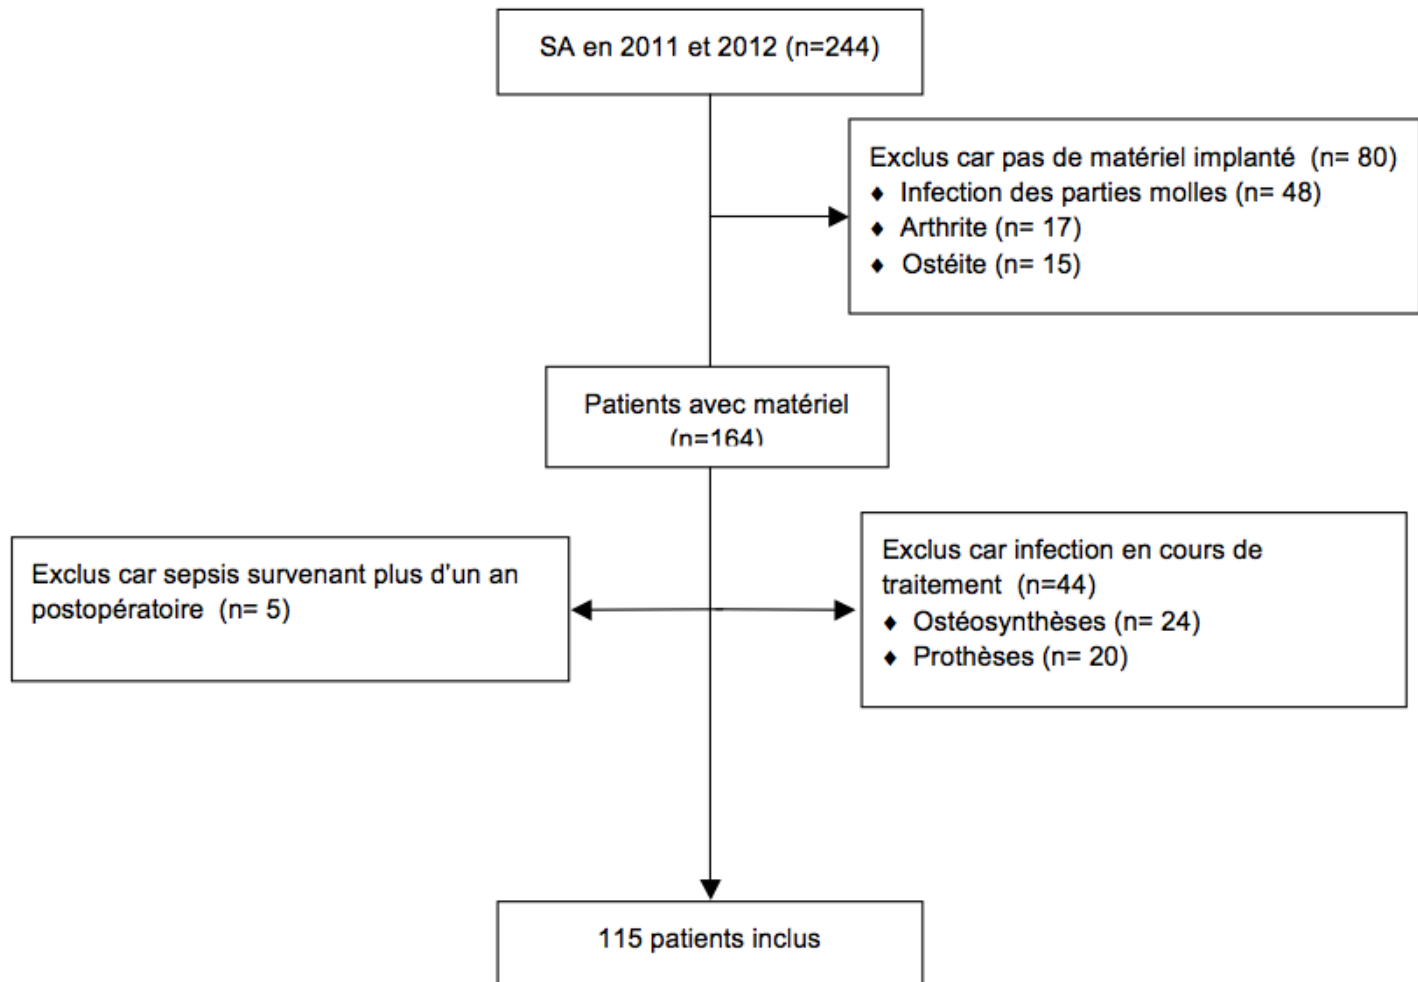 SA en 2011 et 2012 (n=244)
Exclus car pas de matériel implanté (n= 80)
♦ Infection des parties molles (n= 48)
♦ Arthrite (n= 17)
♦ Ostéite (n= 15)
Patients avec matériel
(n=164)
Exclus car sepsis survenant plus d'un an
postopératoire (n= 5)
Exclus car infection en cours de
traitement (n=44)
♦ Ostéosynthèses (n= 24)
♦ Prothèses (n= 20)
115 patients inclus